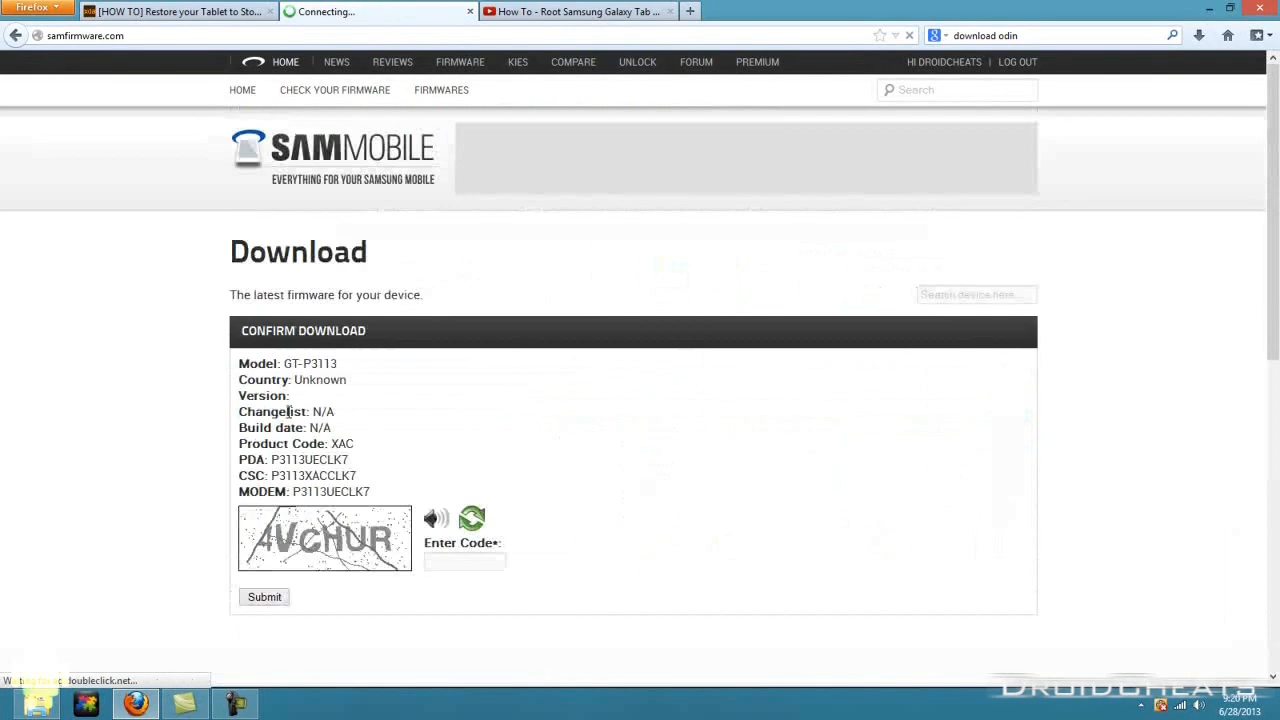 Firefox
[HOW TO] Restore your Tablet to Sto...
Connecting...
How To - Root Samsung Galaxy Tab ...
samfirmware.com
download odin
HOME NEWS REVIEWS FIRMWARE KIES COMPARE UNLOCK FORUM PREMIUM HI DROIDCHEATS LOG OUT
HOME CHECK YOUR FIRMWARE FIRMWARES Search
SAMMOBILE
EVERYTHING FOR YOUR SAMSUNG MOBILE
Download
The latest firmware for your device.
Search device here...
CONFIRM DOWNLOAD
Model: GT-P3113
Country: Unknown
Version:
Changelist: N/A
Build date: N/A
Product Code: XAC
PDA: P3113UECLK7
CSC: P3113XACCLK7
MODEM: P3113UECLK7
4VCHUR
Enter Code*:
Submit
doubleclick.net...
DROIDCHEATS
9:20 PM
6/28/2013